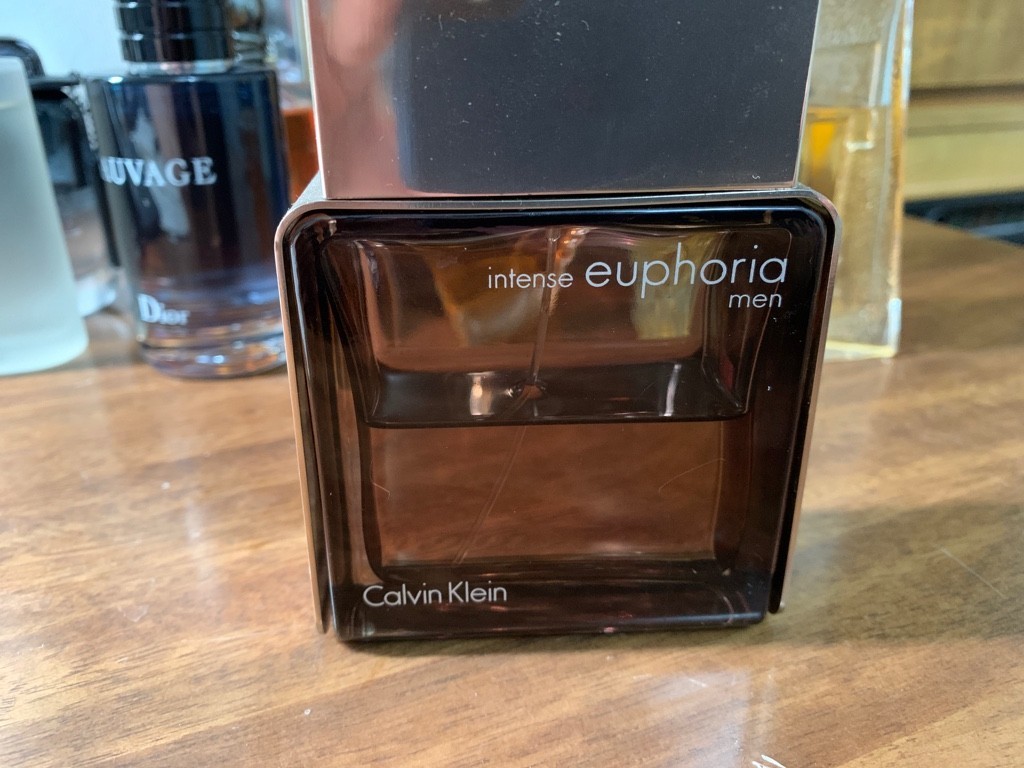 AUVAGE
Dior
intense euphoria
men
Calvin Klein